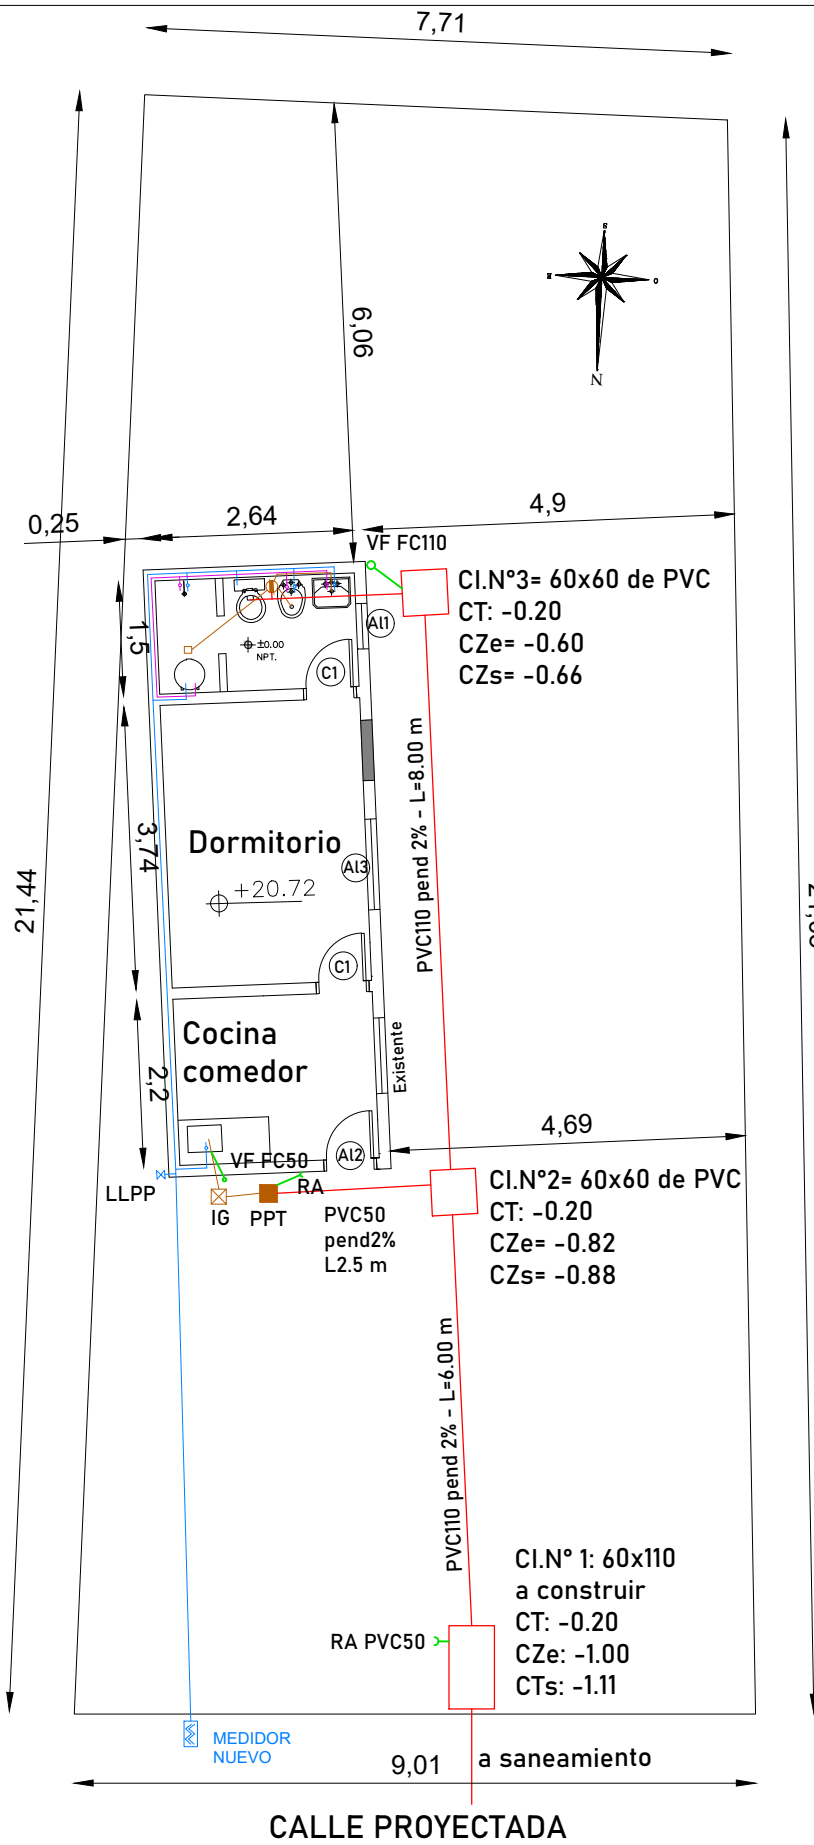 7,71
6,06
S
E
O
N
0,25
2,64
4,9
VF FC110
CI.N°3= 60x60 de PVC
CT: -0.20
CZe= -0.60
CZs= -0.66
Al1
1,5
±0.00
NPT.
C1
PVC110 pend 2% - L=8.00 m
3,74
Dormitorio
Al3
+20.72
21,44
C1
Cocina
comedor
Existente
2,2
4,69
Al2
VF FC50
LLPP
RA
IG
PPT
PVC50
pend2%
L2.5 m
CI.N°2= 60x60 de PVC
CT: -0.20
CZe= -0.82
CZs= -0.88
PVC110 pend 2% - L=6.00 m
CI.N° 1: 60x110
a construir
CT: -0.20
CZe: -1.00
CTs: -1.11
RA PVC50
MEDIDOR
NUEVO
9,01
a saneamiento
CALLE PROYECTADA